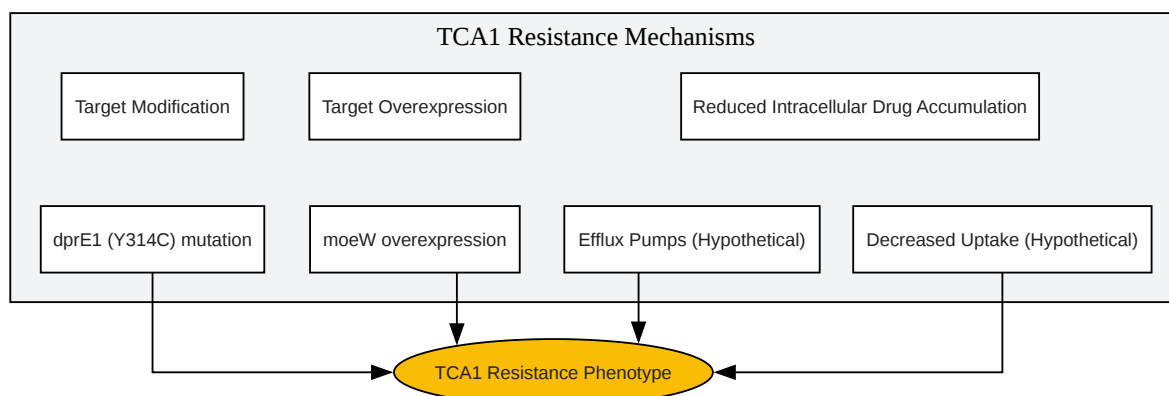 TCA1 Resistance Mechanisms
Target Modification
Target Overexpression
Reduced Intracellular Drug Accumulation
dprE1 (Y314C) mutation
moeW overexpression
Efflux Pumps (Hypothetical)
Decreased Uptake (Hypothetical)
TCA1 Resistance Phenotype